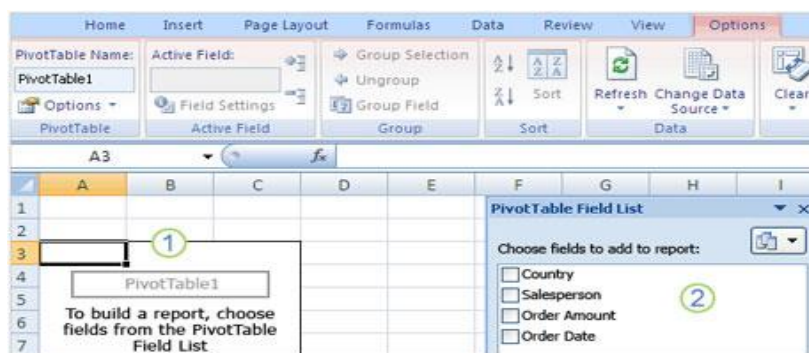 Home Insert Page Layout Formulas Data Review View Options
PivotTable Name: Active Field: Group Selection
PivotTable1 Ungroup Sort Refresh Change Data Source Clear
Options Field Settings Group Field
PivotTable Active Field Group Sort Data
A3 fx
A B C D E F G H I
1 PivotTable Field List
2
3 1 Choose fields to add to report:
4 PivotTable1 Country
5 Salesperson 2
To build a report, choose
6 fields from the PivotTable Order Amount
7 Field List Order Date